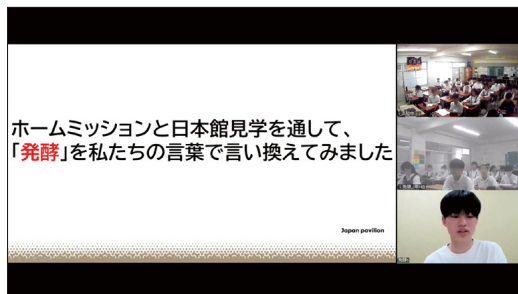 ホームミッションと日本館見学を通して、
「発酵」を私たちの言葉で言い換えてみました
Japan pavilion